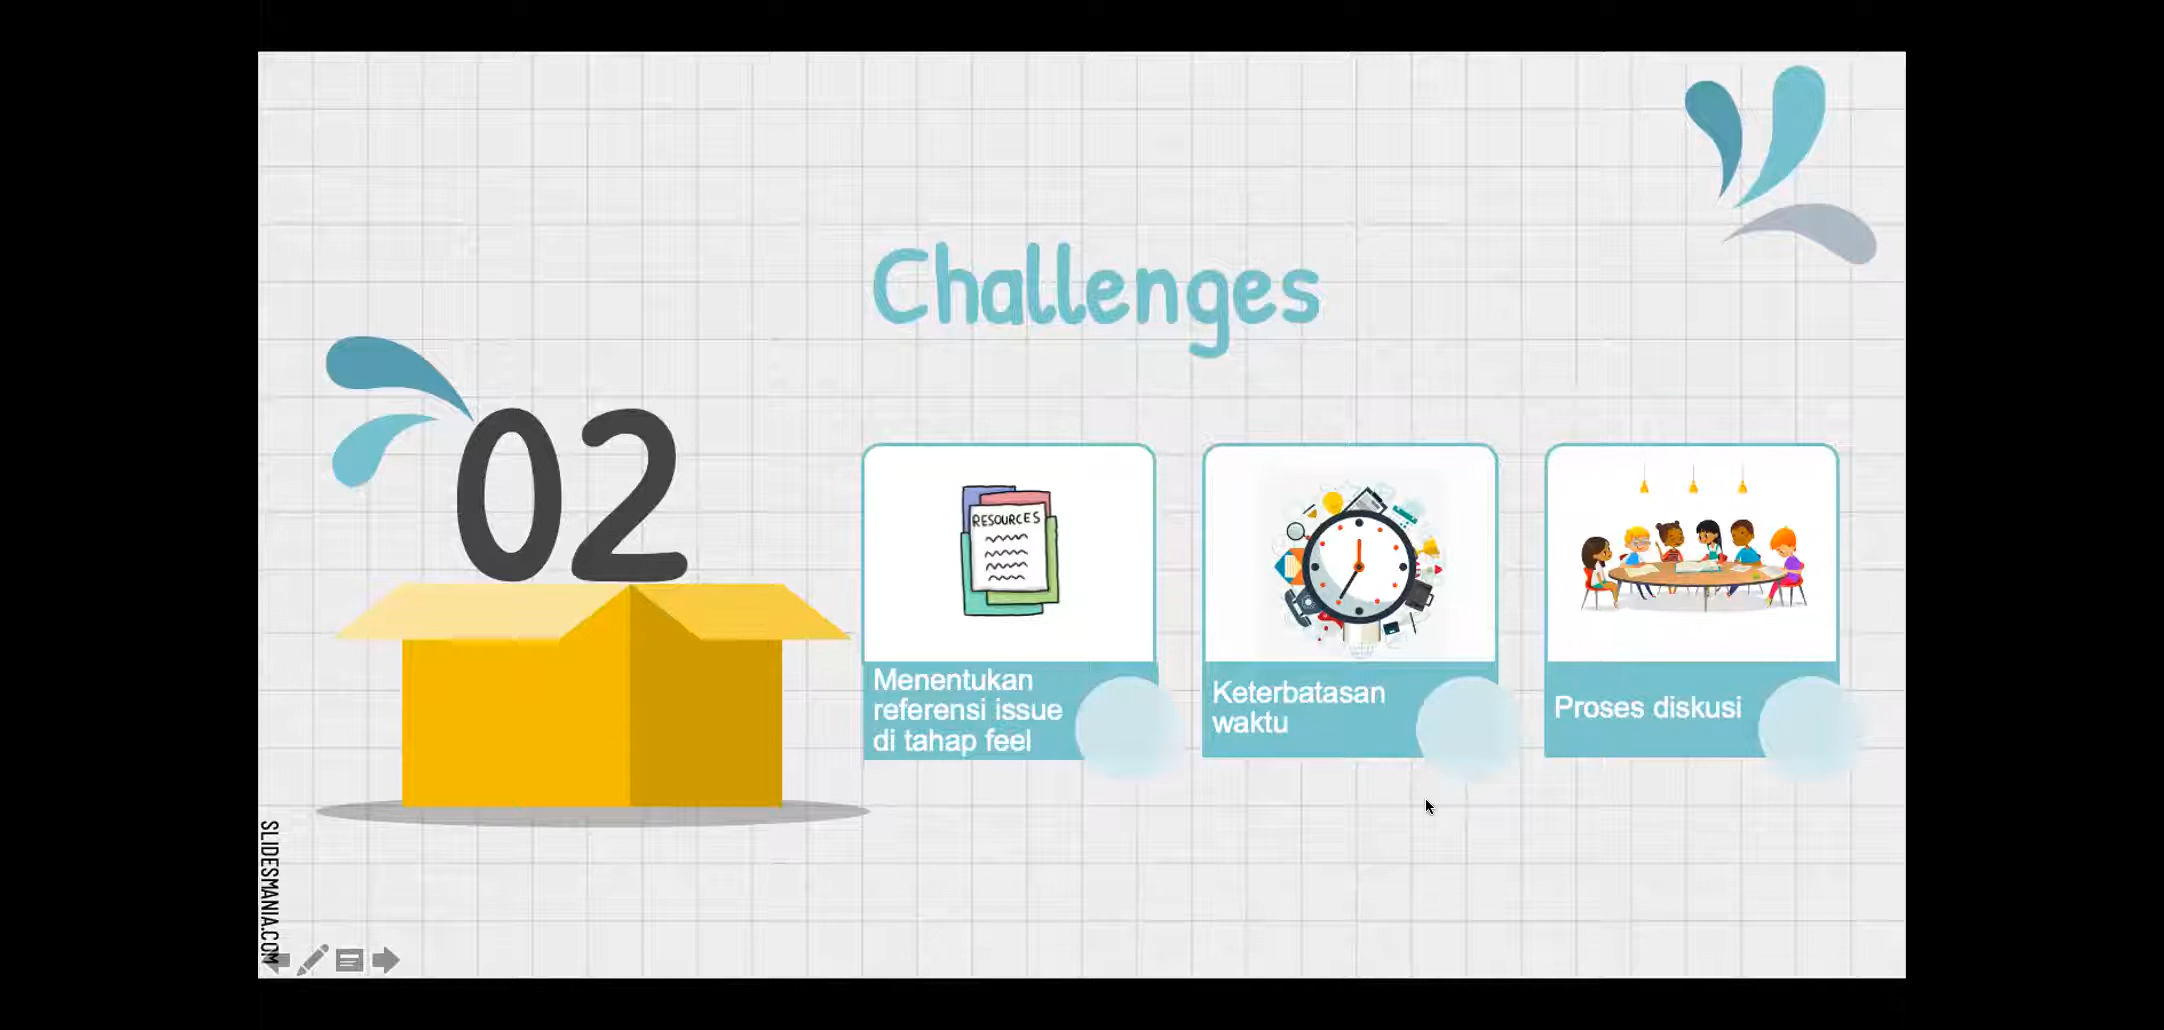 Challenges
02
RESOURCES
Menentukan
referensi issue
di tahap feel
Keterbatasan
waktu
Proses diskusi
SLIDESMANIA.COM